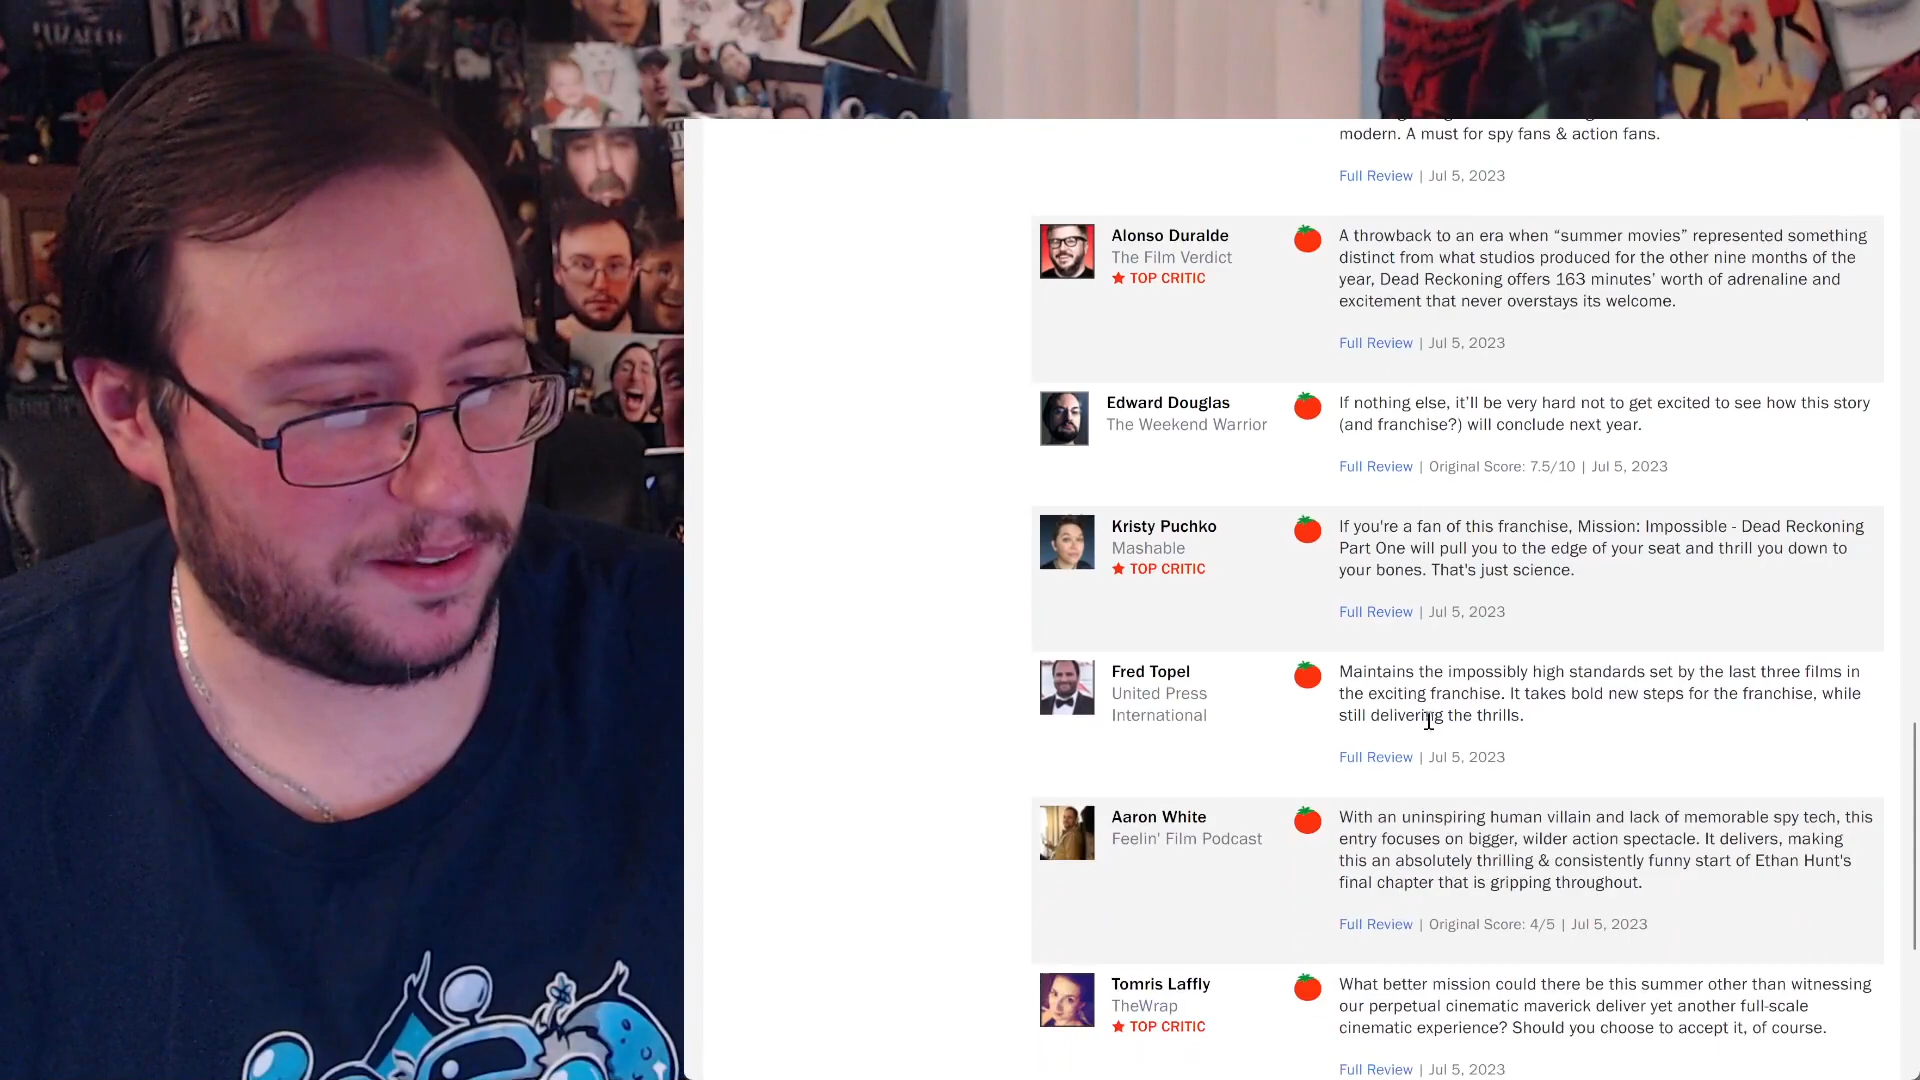 modern. A must for spy fans & action fans.
Full Review | Jul 5, 2023
Alonso Duralde
The Film Verdict
TOP CRITIC
A throwback to an era when “summer movies” represented something
distinct from what studios produced for the other nine months of the
year, Dead Reckoning offers 163 minutes’ worth of adrenaline and
excitement that never overstays its welcome.
Full Review | Jul 5, 2023
Edward Douglas
The Weekend Warrior
If nothing else, it’ll be very hard not to get excited to see how this story
(and franchise?) will conclude next year.
Full Review | Original Score: 7.5/10 | Jul 5, 2023
Kristy Puchko
Mashable
TOP CRITIC
If you're a fan of this franchise, Mission: Impossible - Dead Reckoning
Part One will pull you to the edge of your seat and thrill you down to
your bones. That's just science.
Full Review | Jul 5, 2023
Fred Topel
United Press
International
Maintains the impossibly high standards set by the last three films in
the exciting franchise. It takes bold new steps for the franchise, while
still delivering the thrills.
Full Review | Jul 5, 2023
Aaron White
Feelin' Film Podcast
With an uninspiring human villain and lack of memorable spy tech, this
entry focuses on bigger, wilder action spectacle. It delivers, making
this an absolutely thrilling & consistently funny start of Ethan Hunt's
final chapter that is gripping throughout.
Full Review | Original Score: 4/5 | Jul 5, 2023
Tomris Laffly
TheWrap
TOP CRITIC
What better mission could there be this summer other than witnessing
our perpetual cinematic maverick deliver yet another full-scale
cinematic experience? Should you choose to accept it, of course.
Full Review | Jul 5, 2023